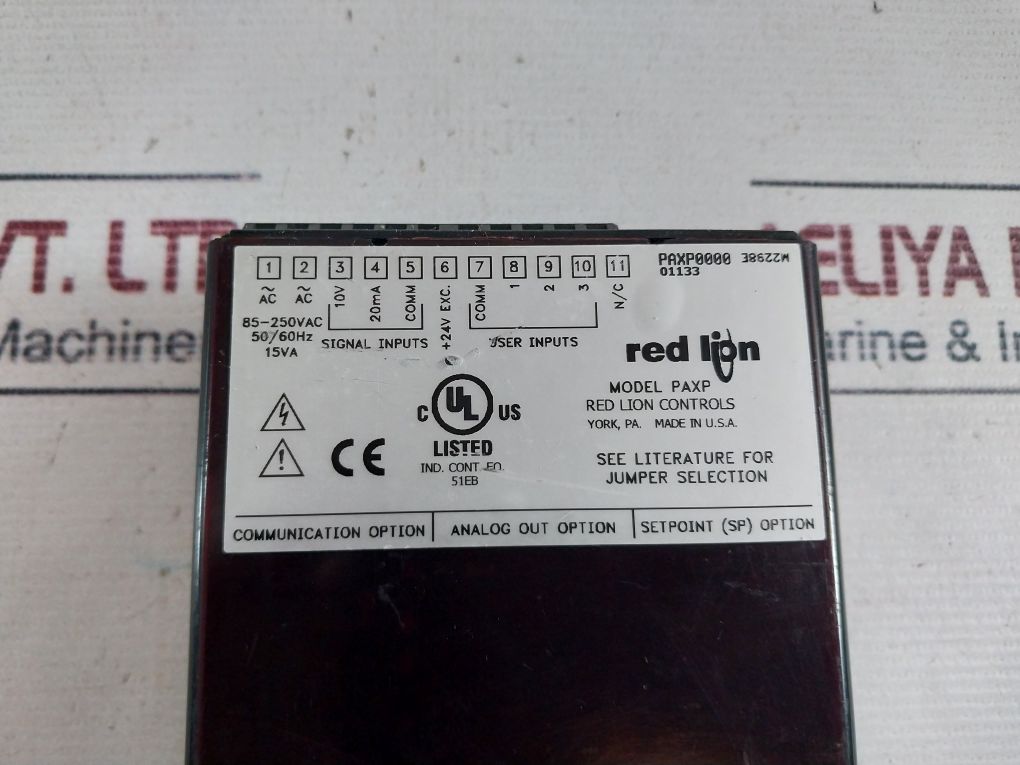 VT. LTD
AELIYA
Machine
arine & In
1 2 3 4 5 6 7 8 9 10 11
PAXP0000
01133
W2298E
AC AC 10V 20mA COMM +24V EXC. COMM 1 2 3 N/C
85-250VAC
50/60Hz
15VA
SIGNAL INPUTS
USER INPUTS
red lion
MODEL PAXP
RED LION CONTROLS
YORK, PA. MADE IN U.S.A.
SEE LITERATURE FOR
JUMPER SELECTION
C UL US
LISTED
IND. CONT. EQ.
51EB
CE
COMMUNICATION OPTION
ANALOG OUT OPTION
SETPOINT (SP) OPTION